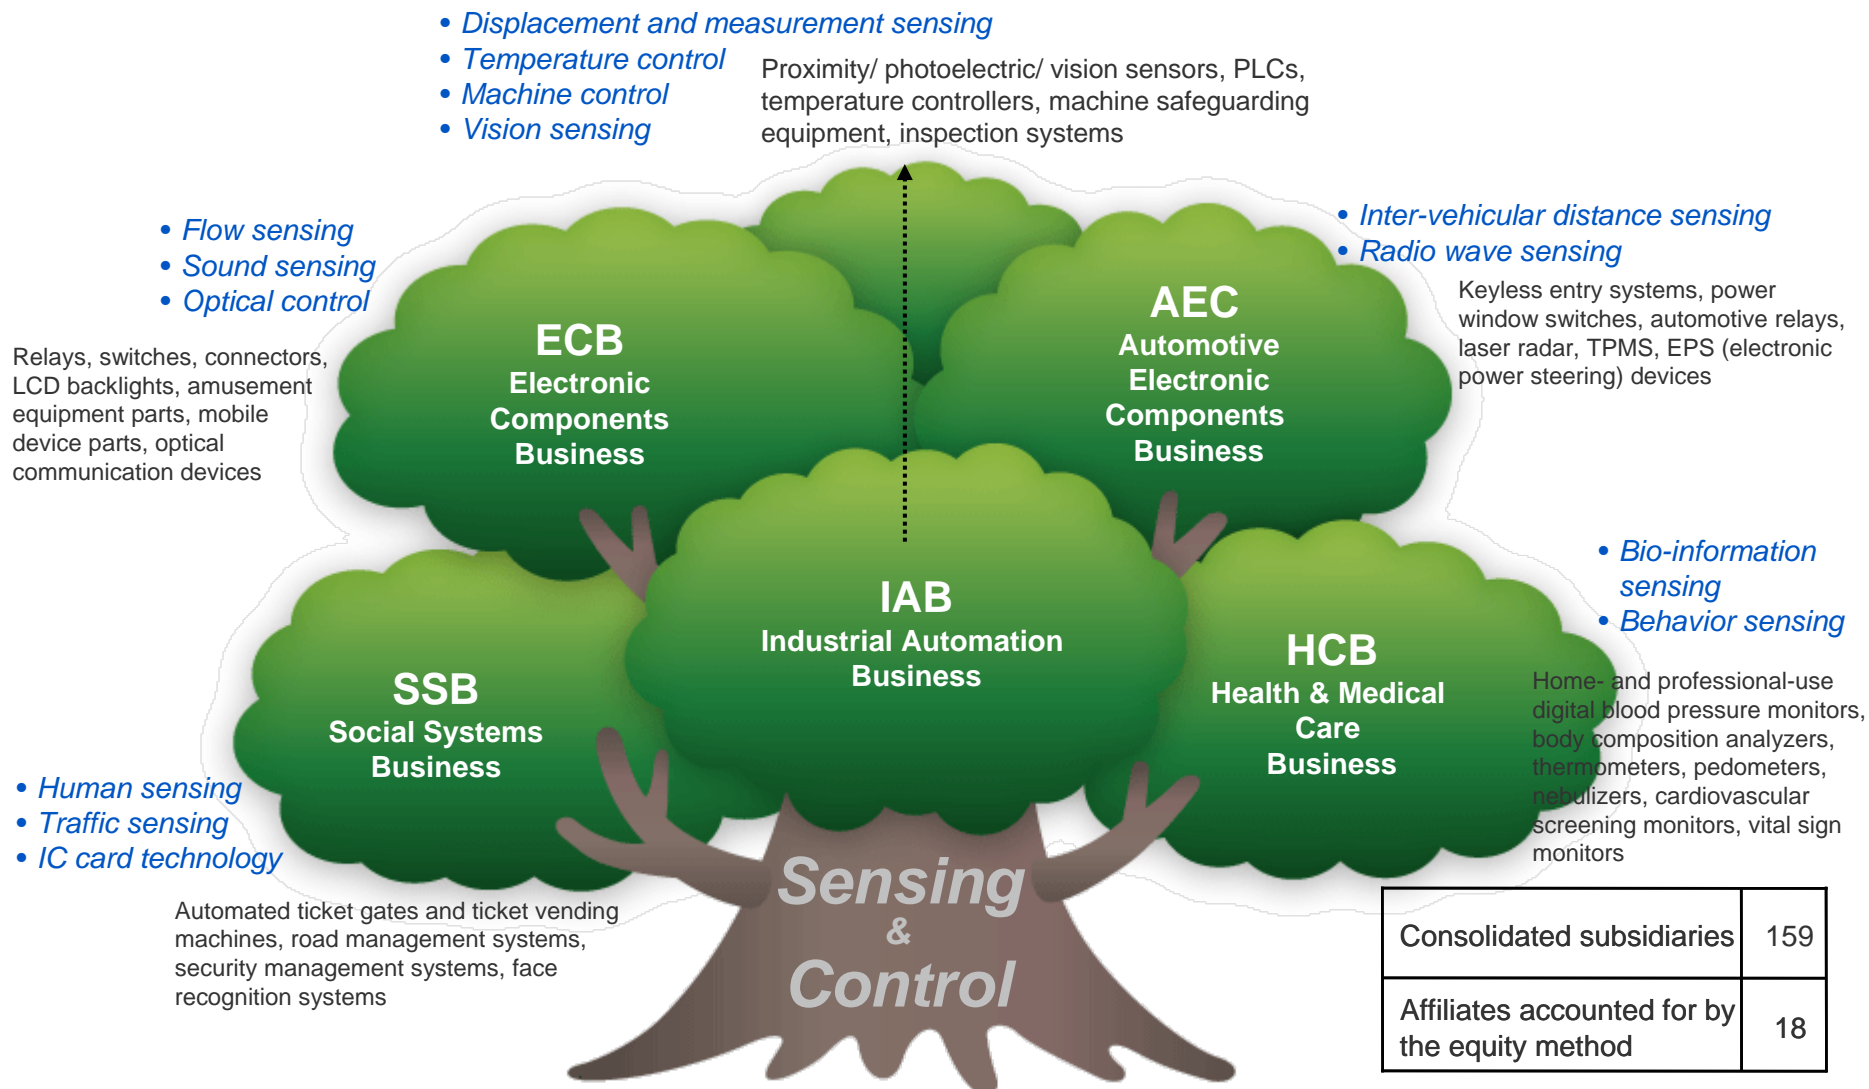 • Displacement and measurement sensing
• Temperature control
• Machine control
• Vision sensing
Proximity/ photoelectric/ vision sensors, PLCs,
temperature controllers, machine safeguarding
equipment, inspection systems
• Flow sensing
• Sound sensing
• Optical control
Relays, switches, connectors,
LCD backlights, amusement
equipment parts, mobile
device parts, optical
communication devices
ECB
Electronic
Components
Business
AEC
Automotive
Electronic
Components
Business
• Inter-vehicular distance sensing
• Radio wave sensing
Keyless entry systems, power
window switches, automotive relays,
laser radar, TPMS, EPS (electronic
power steering) devices
IAB
Industrial Automation
Business
SSB
Social Systems
Business
HCB
Health & Medical
Care
Business
• Bio-information
sensing
• Behavior sensing
Home- and professional-use
digital blood pressure monitors,
body composition analyzers,
thermometers, pedometers,
nebulizers, cardiovascular
screening monitors, vital sign
monitors
• Human sensing
• Traffic sensing
• IC card technology
Automated ticket gates and ticket vending
machines, road management systems,
security management systems, face
recognition systems
Sensing
&
Control
Consolidated subsidiaries 159
Affiliates accounted for by
the equity method 18